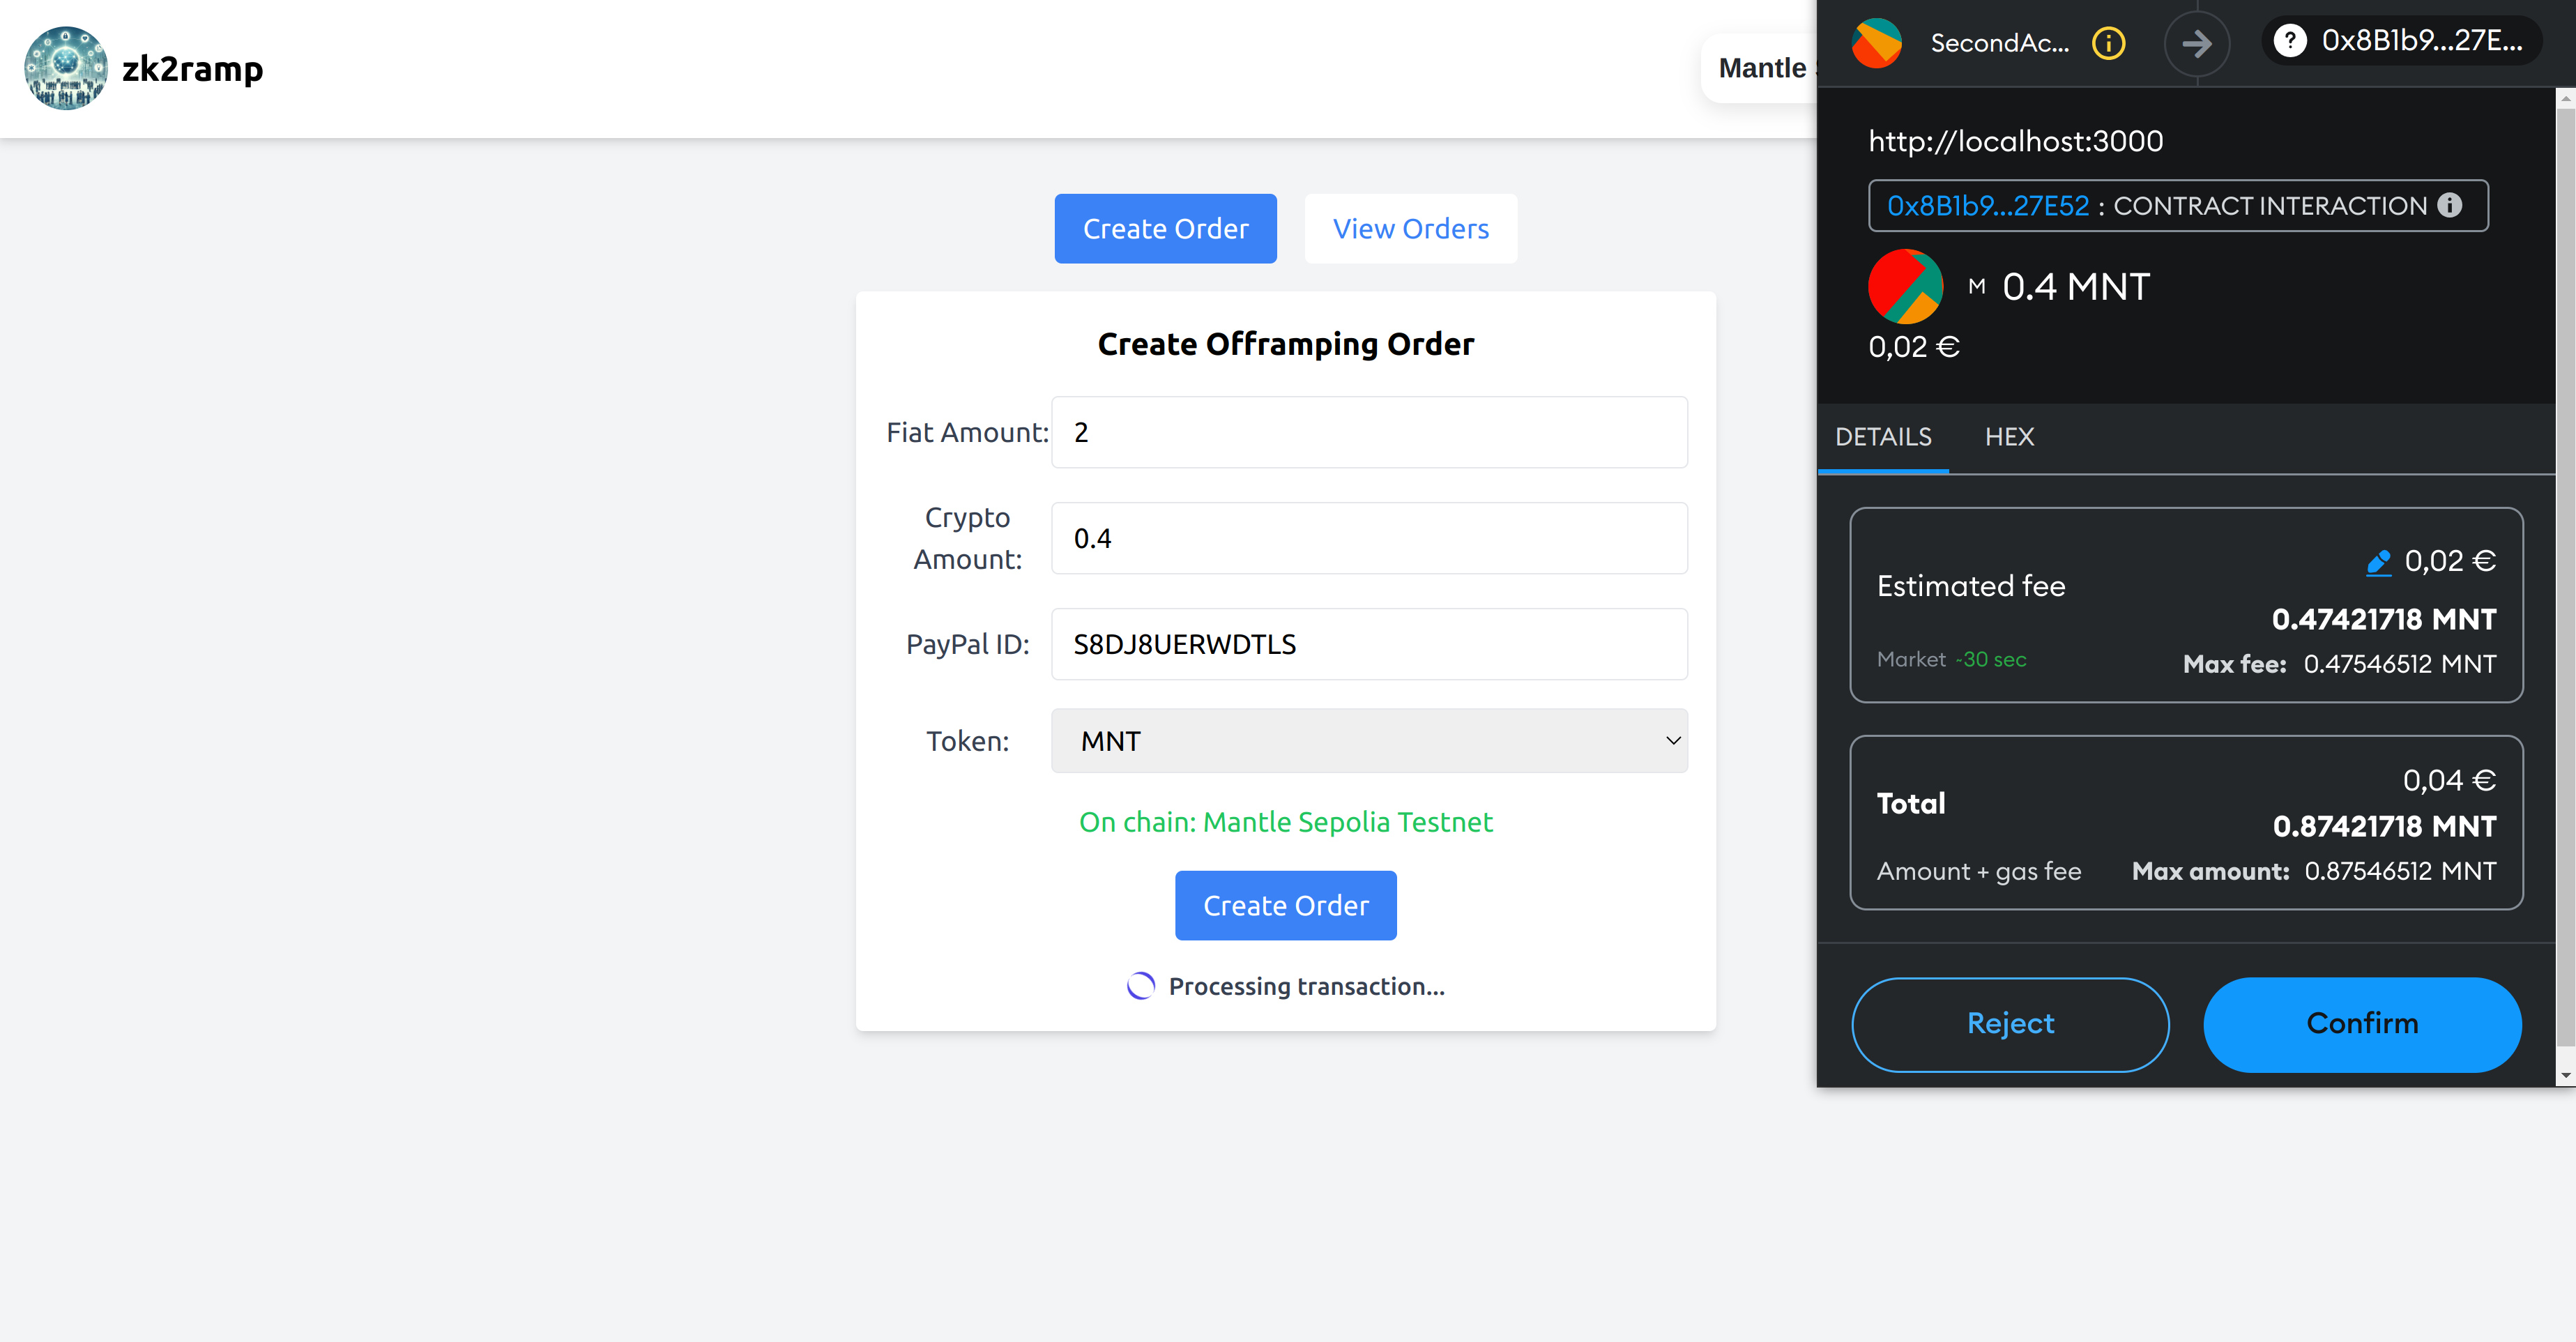 zk2ramp
Mantle
Create Order
View Orders
Create Offramping Order
Fiat Amount:
2
Crypto
Amount:
0.4
PayPal ID:
S8DJ8UERWDTLS
Token:
MNT
On chain: Mantle Sepolia Testnet
Create Order
Processing transaction...
SecondAc...
0x8B1b9...27E...
http://localhost:3000
0x8B1b9...27E52 : CONTRACT INTERACTION
M 0.4 MNT
0,02 €
DETAILS
HEX
0,02 €
Estimated fee
0.47421718 MNT
Market ~30 sec
Max fee: 0.47546512 MNT
0,04 €
Total
0.87421718 MNT
Amount + gas fee
Max amount: 0.87546512 MNT
Reject
Confirm